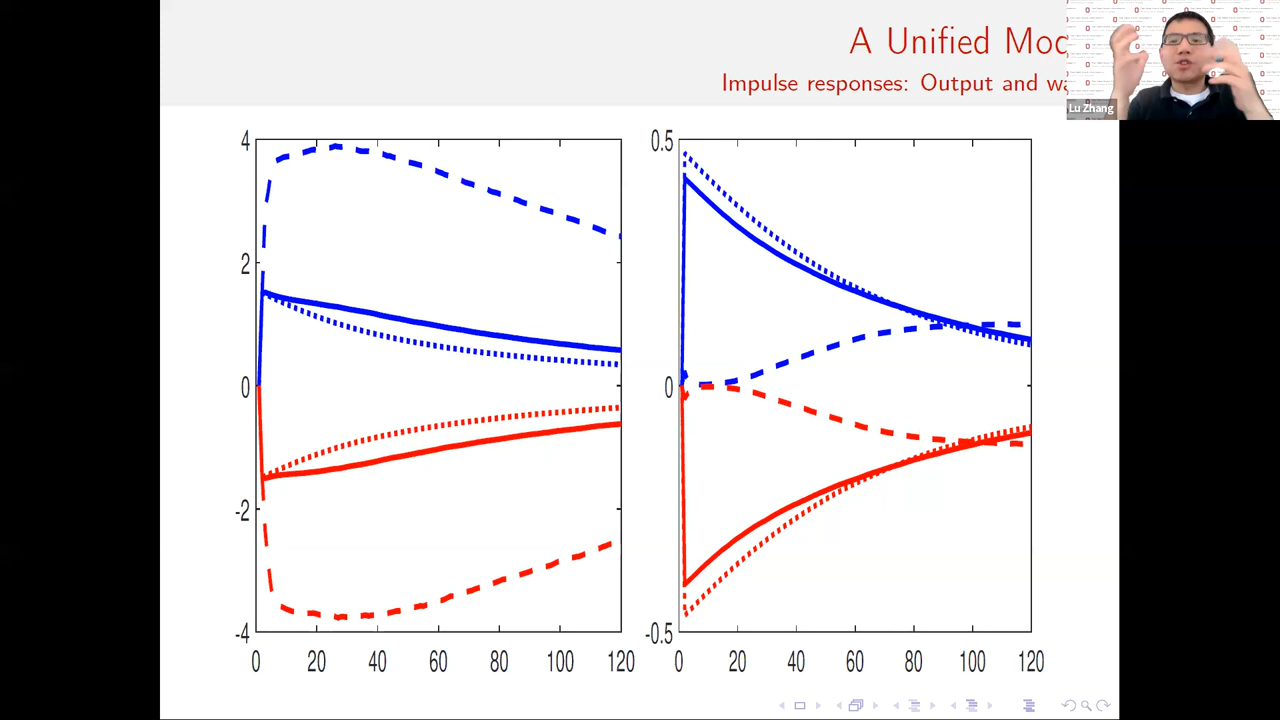 A Unified Mod
Impulse responses: Output and wa
Lu Zhang
4
2
0
-2
-4
0 20 40 60 80 100 120
0.5
0
-0.5
0 20 40 60 80 100 120